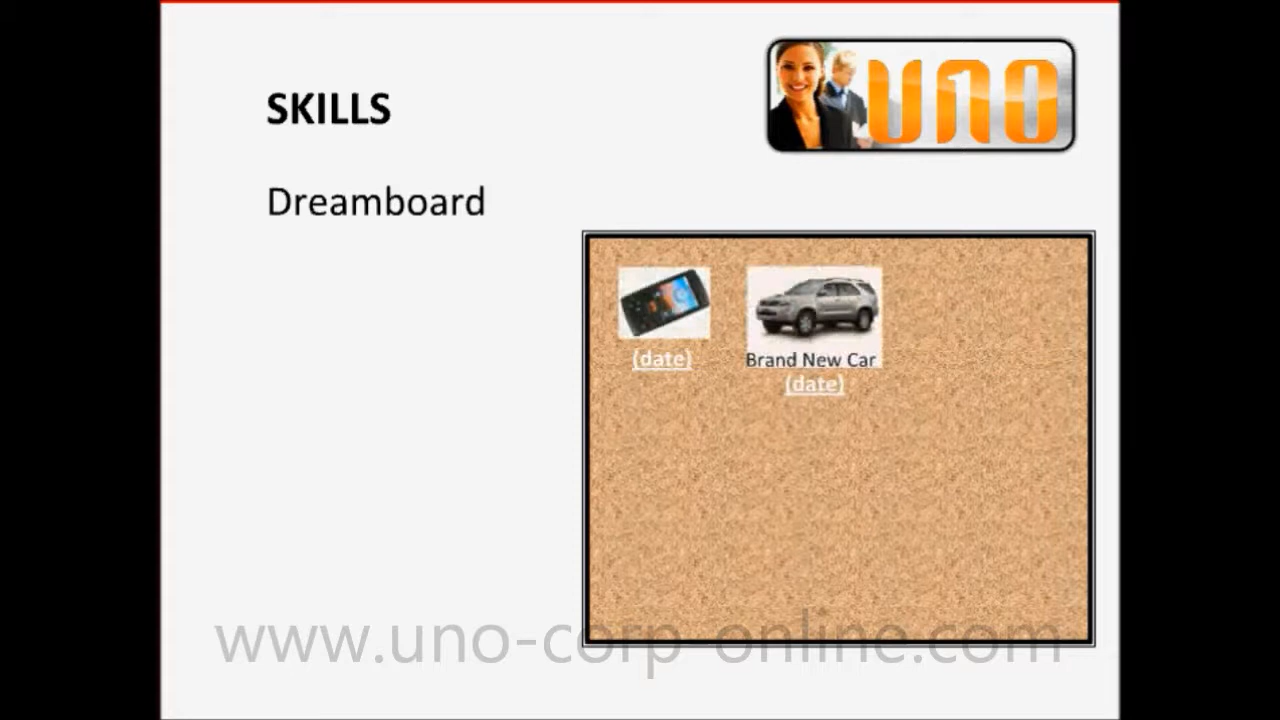 SKILLS
UNO
Dreamboard
(date)
Brand New Car
(date)
www.uno-corp-online.com